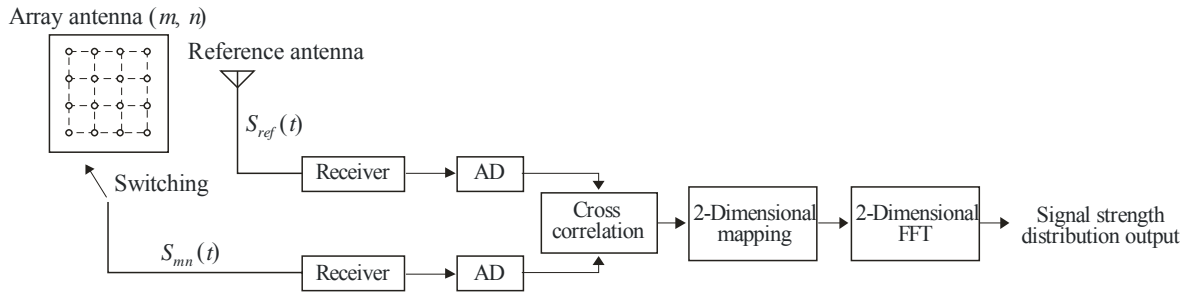 Array antenna (m, n)
Reference antenna
S_ref (t)
Switching
Receiver
AD
Cross
correlation
2-Dimensional
mapping
2-Dimensional
FFT
Signal strength
distribution output
S_mn (t)
Receiver
AD